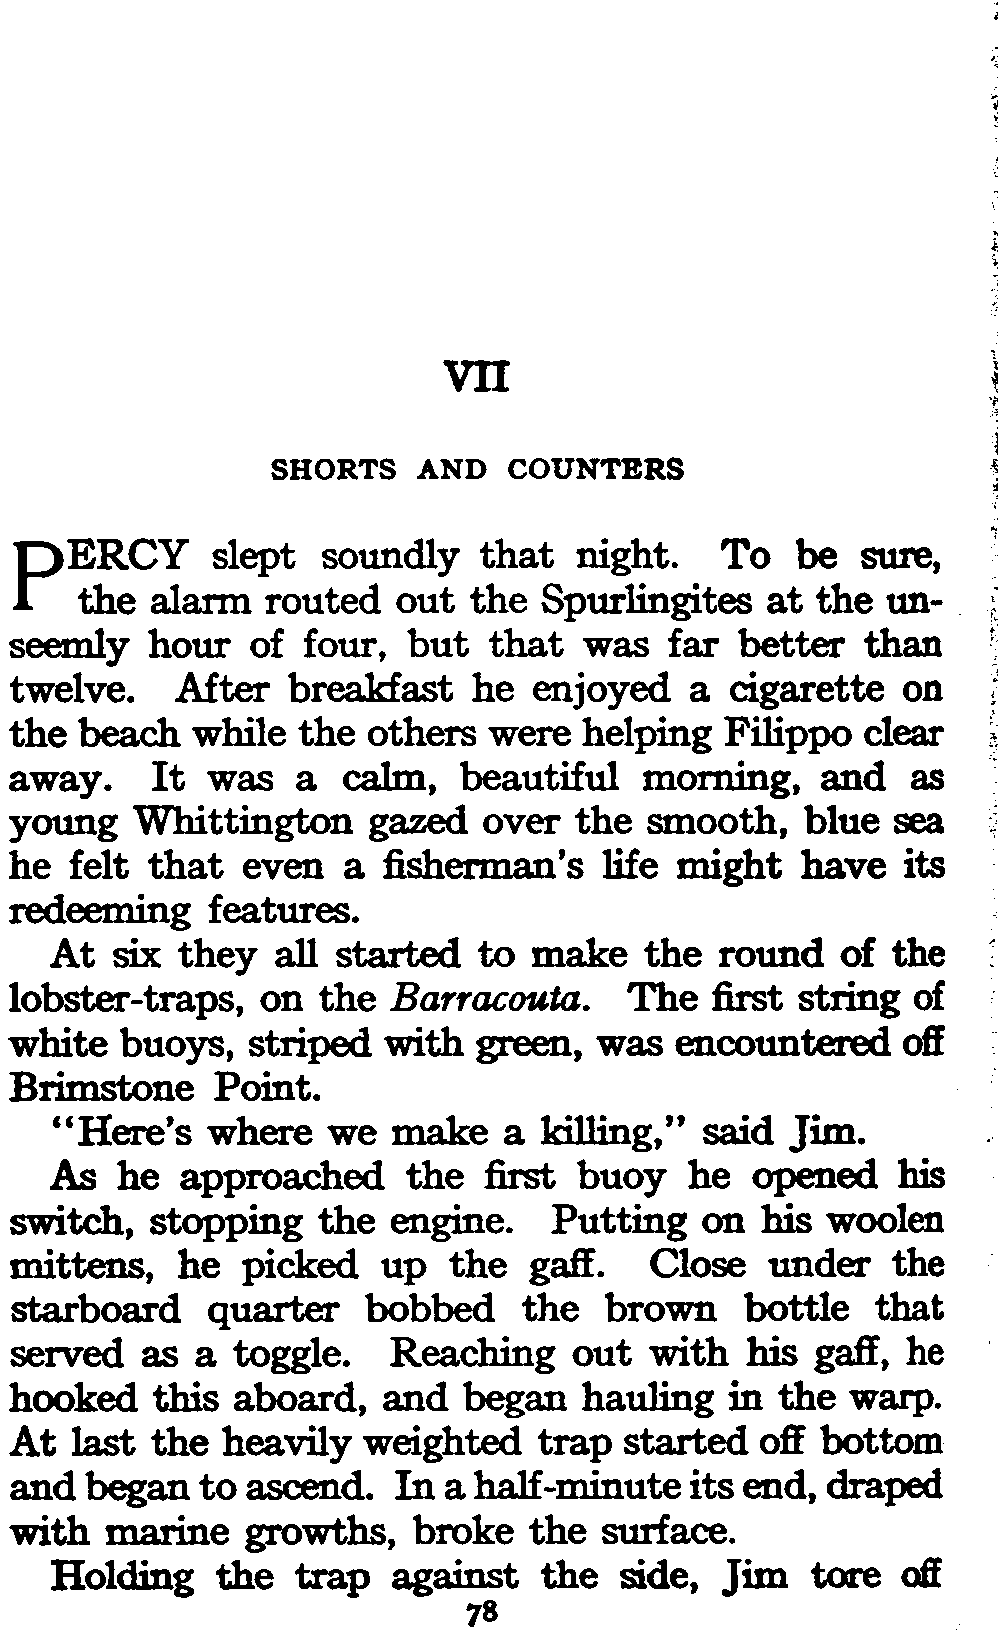 VII
SHORTS AND COUNTERS
PERCY slept soundly that night. To be sure,
the alarm routed out the Spurlingites at the un-
seemly hour of four, but that was far better than
twelve. After breakfast he enjoyed a cigarette on
the beach while the others were helping Filippo clear
away. It was a calm, beautiful morning, and as
young Whittington gazed over the smooth, blue sea
he felt that even a fisherman's life might have its
redeeming features.
At six they all started to make the round of the
lobster-traps, on the Barracouta. The first string of
white buoys, striped with green, was encountered off
Brimstone Point.
"Here's where we make a killing," said Jim.
As he approached the first buoy he opened his
switch, stopping the engine. Putting on his woolen
mittens, he picked up the gaff. Close under the
starboard quarter bobbed the brown bottle that
served as a toggle. Reaching out with his gaff, he
hooked this aboard, and began hauling in the warp.
At last the heavily weighted trap started off bottom
and began to ascend. In a half-minute its end, draped
with marine growths, broke the surface.
Holding the trap against the side, Jim tore off
78